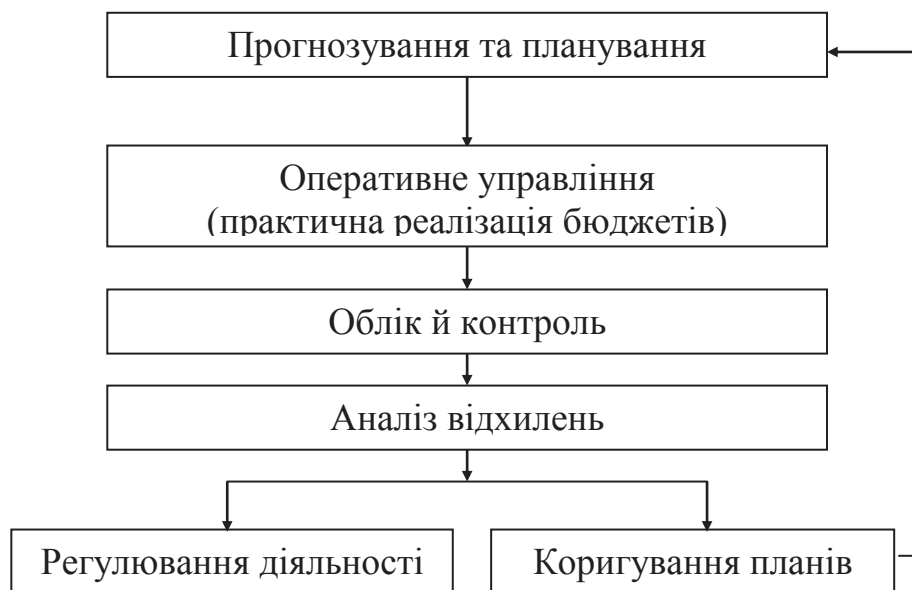 Прогнозування та планування
Оперативне управління
(практична реалізація бюджетів)
Облік й контроль
Аналіз відхилень
Регулювання діяльності
Коригування планів